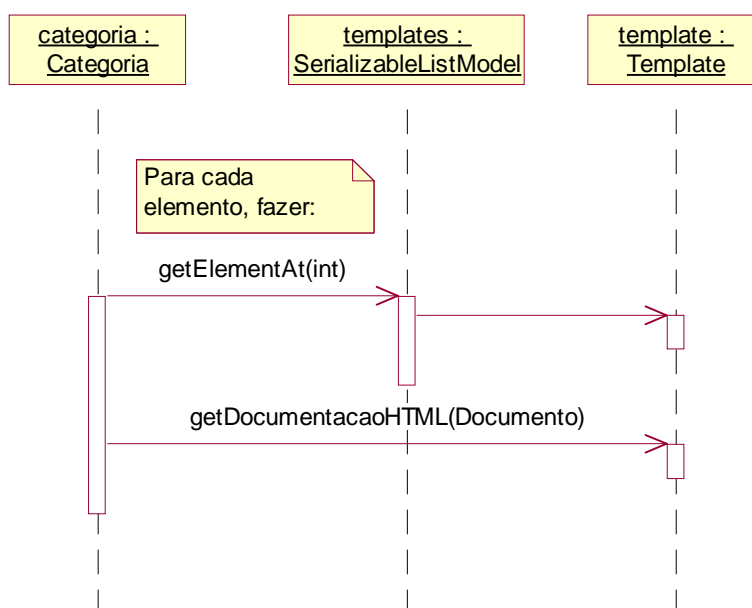 categoria :
Categoria
templates :
SerializableListModel
template :
Template
Para cada
elemento, fazer:
getElementAt(int)
getDocumentacaoHTML(Documento)